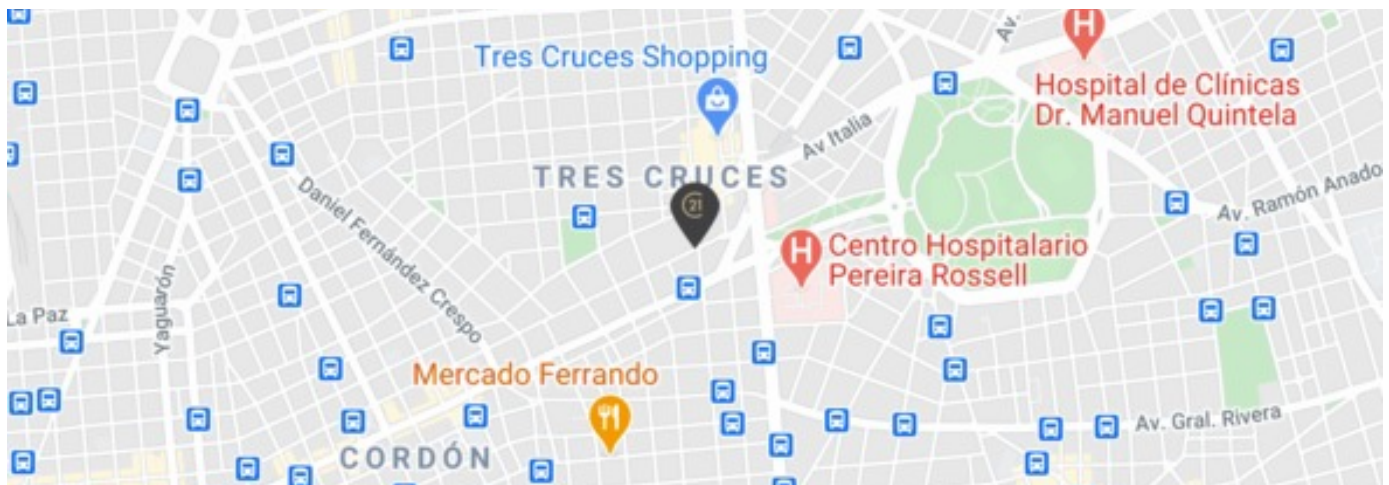 Av.
H
Tres Cruces Shopping
Hospital de Clínicas
Dr. Manuel Quintela
Av Italia
TRES CRUCES
Daniel Fernández Crespo
21
Av. Ramón Anado
H
Centro Hospitalario
Pereira Rossell
Yaguarón
La Paz
Mercado Ferrando
Av. Gral. Rivera
CORDÓN